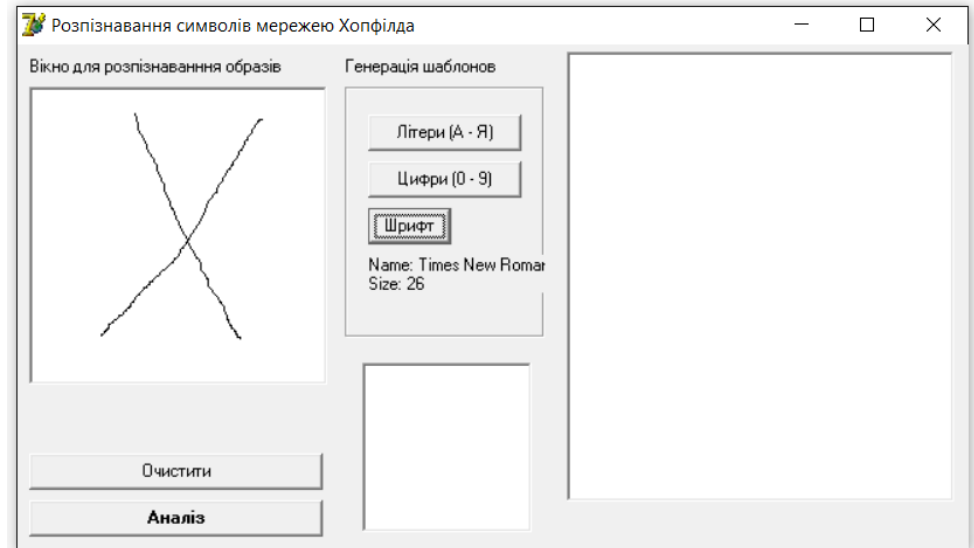 Розпізнавання символів мережею Хопфілда
Вікно для розпізнаванння образів
Генерація шаблонов
Літери (А - Я)
Цифри (0 - 9)
Шрифт
Name: Times New Roman
Size: 26
Очистити
Аналіз